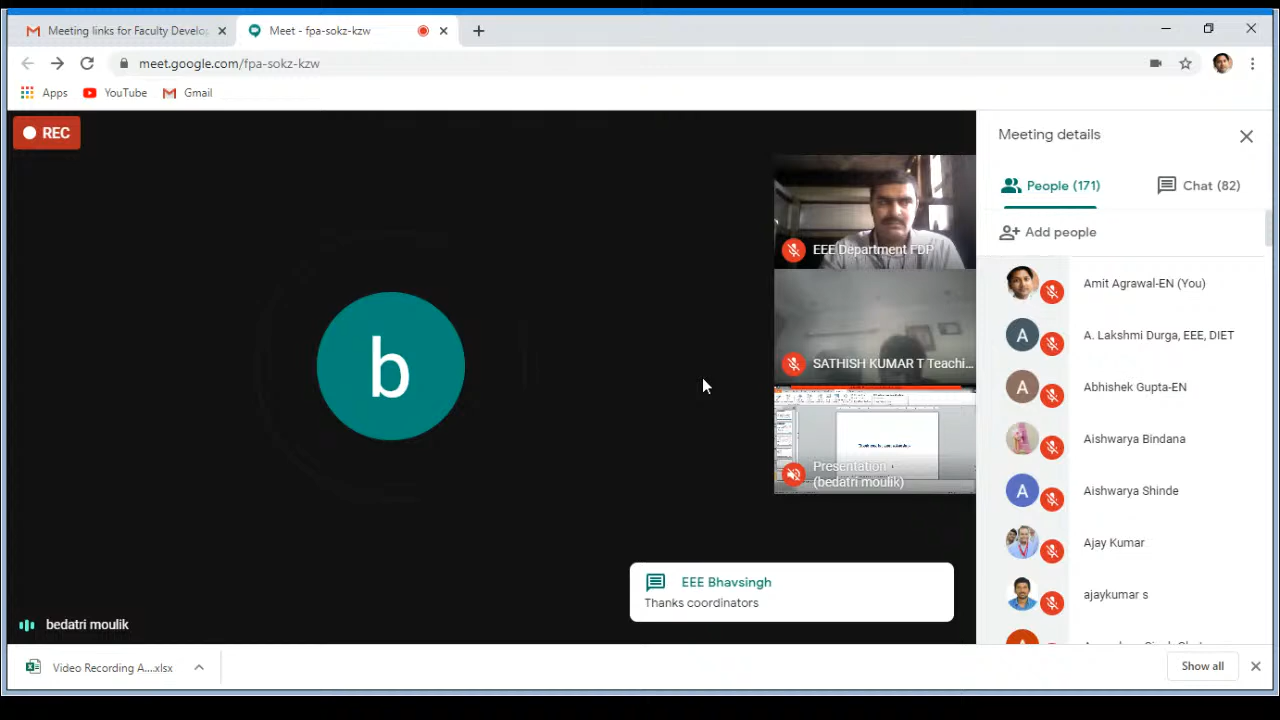 Meeting links for Faculty Develop
Meet - fpa-sokz-kzw
meet.google.com/fpa-sokz-kzw
Apps
YouTube
Gmail
REC
b
bedatri moulik
EEE Department FDP
SATHISH KUMAR T Teachi...
Presentation
(bedatri moulik)
EEE Bhavsingh
Thanks coordinators
Meeting details
People (171)
Chat (82)
Add people
Amit Agrawal-EN (You)
A
A. Lakshmi Durga, EEE, DIET
A
Abhishek Gupta-EN
Aishwarya Bindana
A
Aishwarya Shinde
Ajay Kumar
ajaykumar s
Video Recording A....xlsx
Show all